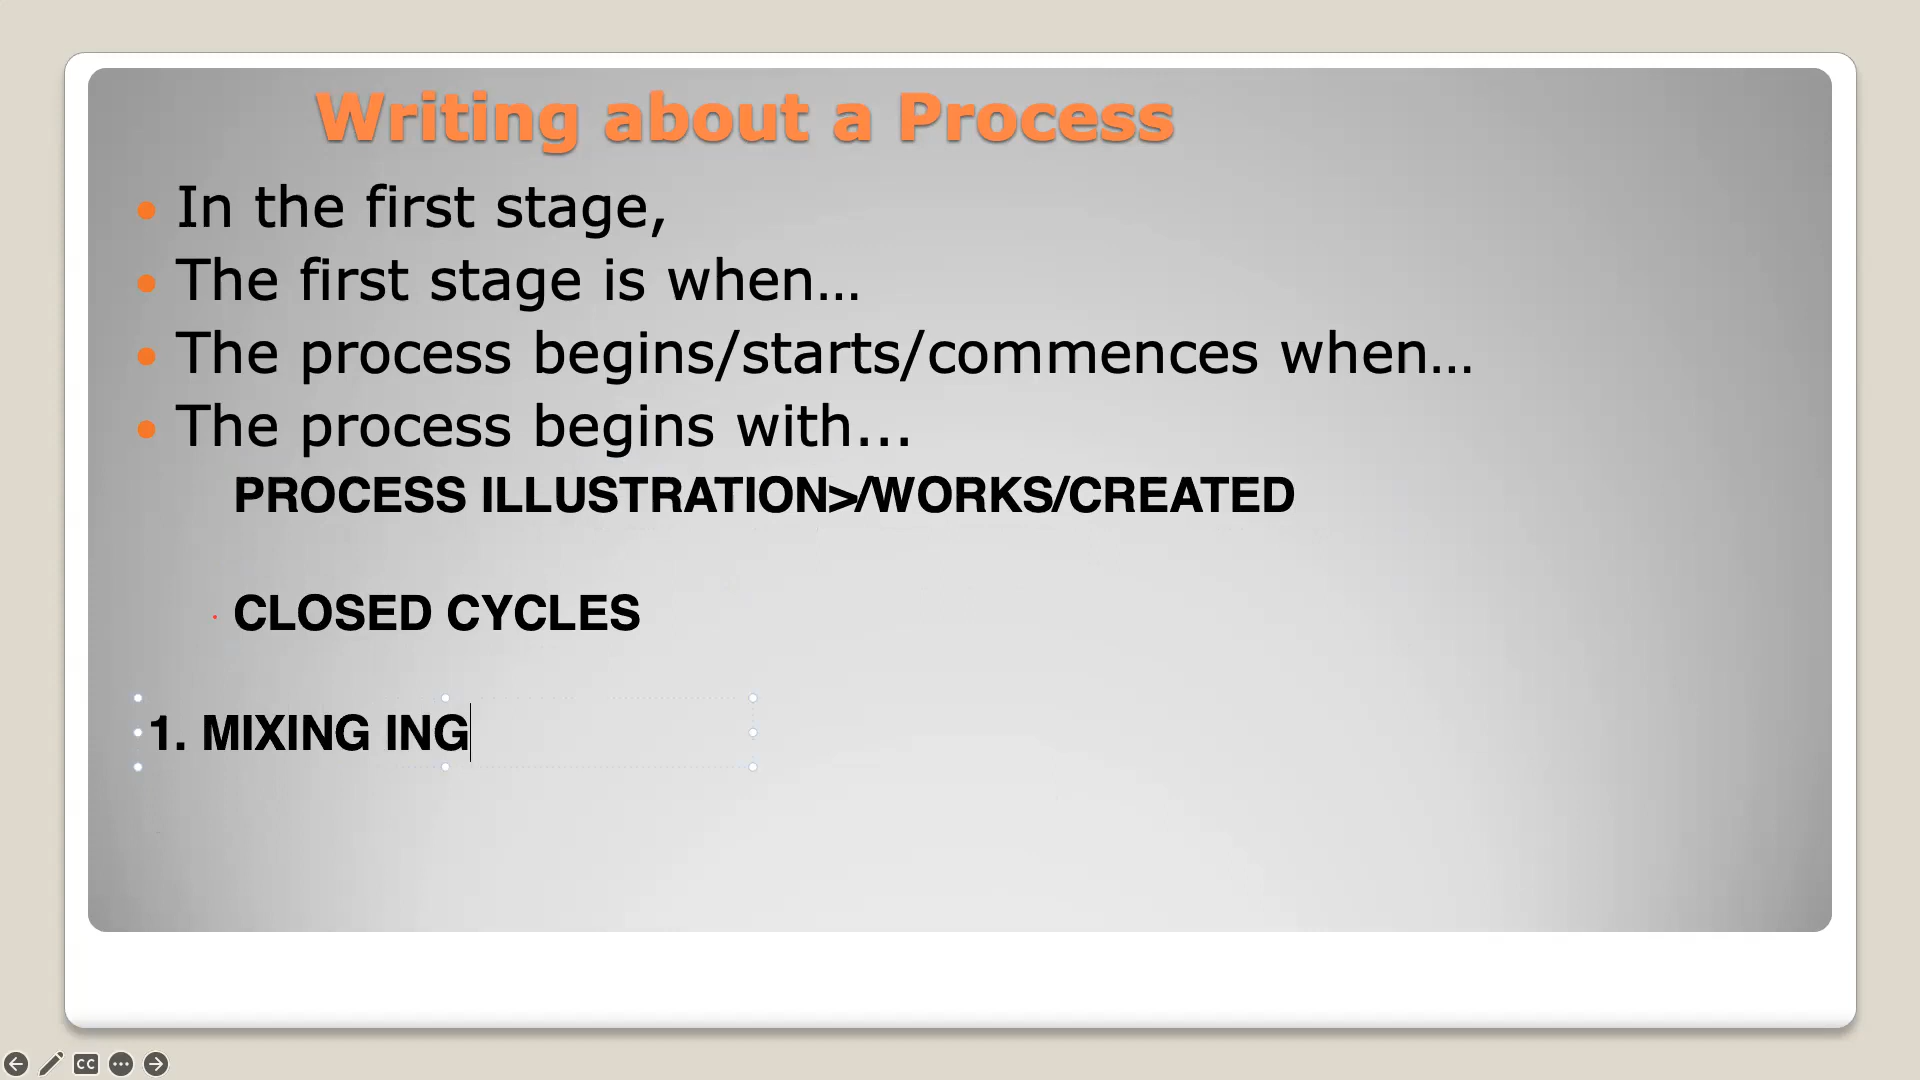 Writing about a Process
• In the first stage,
• The first stage is when...
• The process begins/starts/commences when...
• The process begins with...
PROCESS ILLUSTRATION>/WORKS/CREATED
CLOSED CYCLES
1. MIXING ING
CC